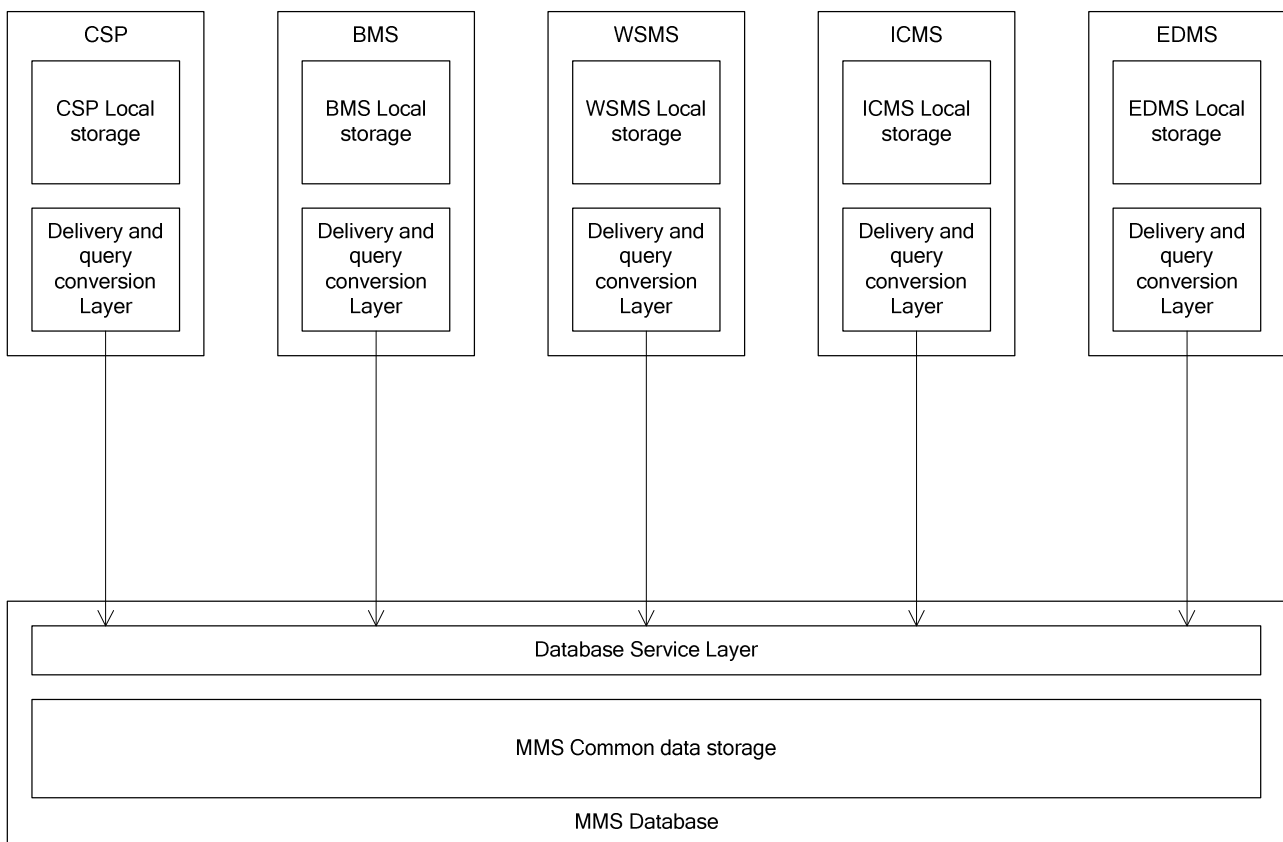 CSP
BMS
WSMS
ICMS
EDMS
CSP Local
storage
BMS Local
storage
WSMS Local
storage
ICMS Local
storage
EDMS Local
storage
Delivery and
query
conversion
Layer
Delivery and
query
conversion
Layer
Delivery and
query
conversion
Layer
Delivery and
query
conversion
Layer
Delivery and
query
conversion
Layer
Database Service Layer
MMS Common data storage
MMS Database